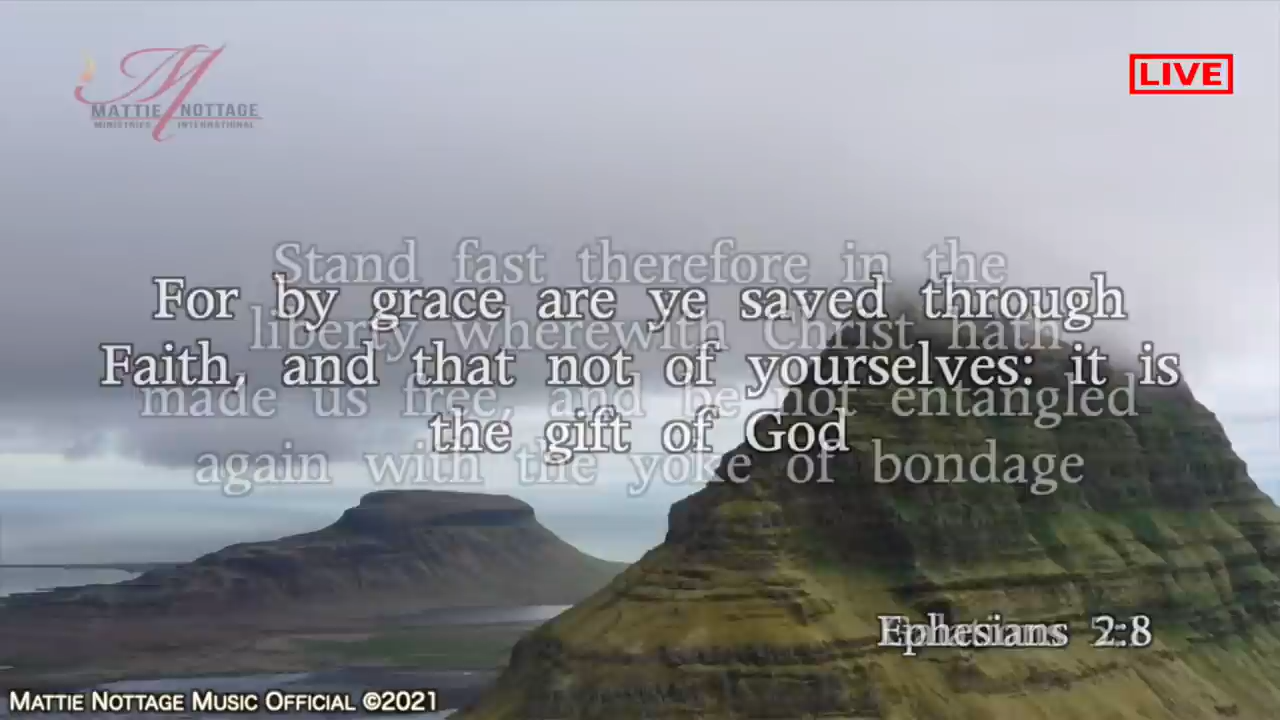 MATTIE NOTTAGE
MINISTRIES INTERNATIONAL
LIVE
Stand fast therefore in the
liberty wherewith Christ hath
made us free, and be not entangled
again with the yoke of bondage
For by grace are ye saved through
Faith, and that not of yourselves: it is
the gift of God
Ephesians 2:8
MATTIE NOTTAGE MUSIC OFFICIAL ©2021